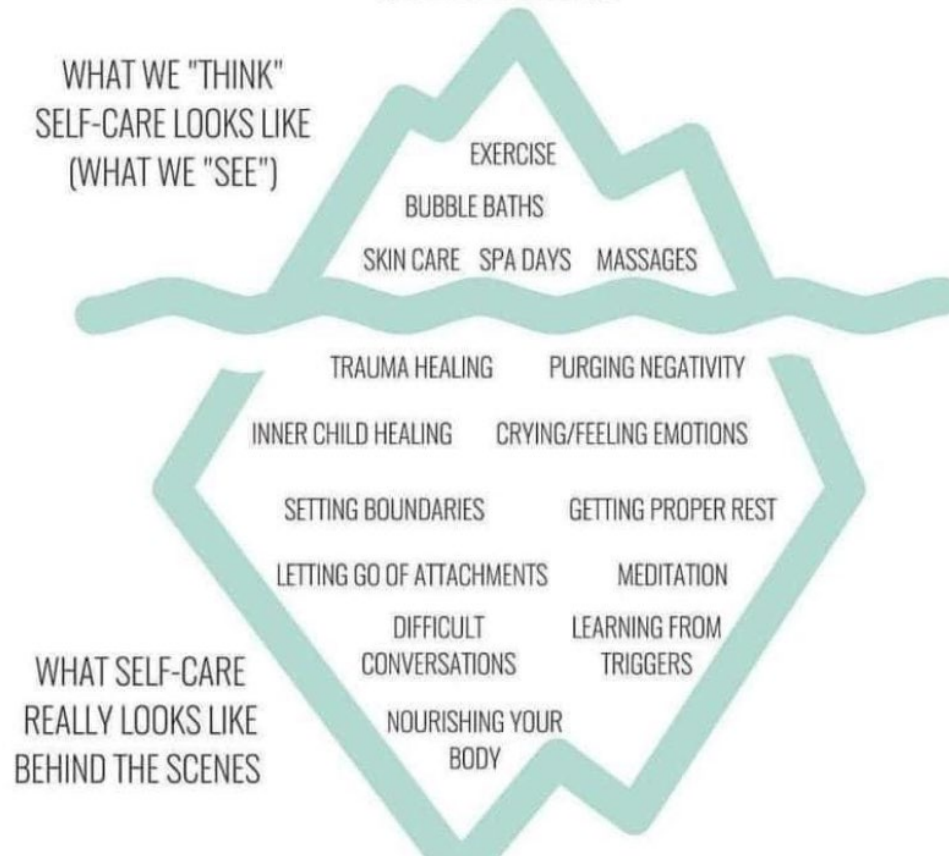 WHAT WE "THINK"
SELF-CARE LOOKS LIKE
(WHAT WE "SEE")
EXERCISE
BUBBLE BATHS
SKIN CARE SPA DAYS MASSAGES
TRAUMA HEALING PURGING NEGATIVITY
INNER CHILD HEALING CRYING/FEELING EMOTIONS
SETTING BOUNDARIES GETTING PROPER REST
LETTING GO OF ATTACHMENTS MEDITATION
DIFFICULT
CONVERSATIONS
LEARNING FROM
TRIGGERS
NOURISHING YOUR
BODY
WHAT SELF-CARE
REALLY LOOKS LIKE
BEHIND THE SCENES